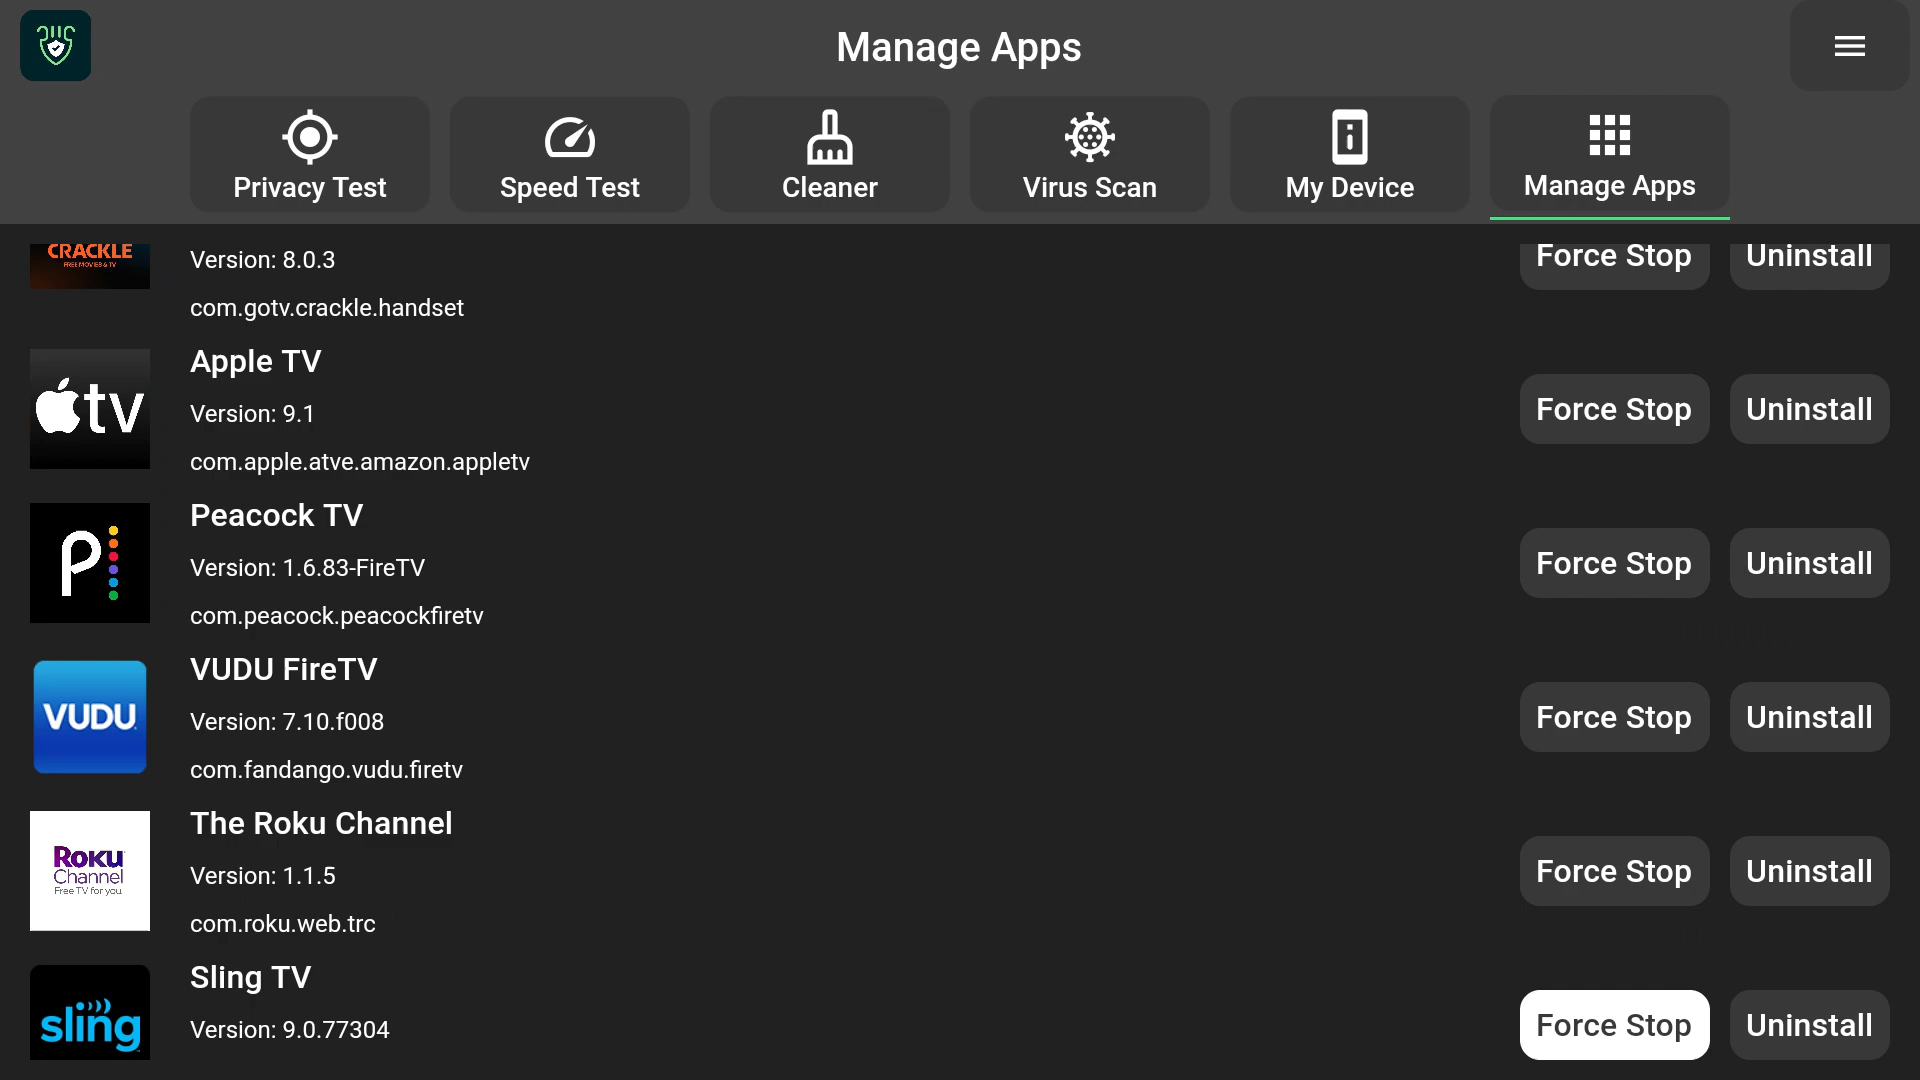 Manage Apps
Privacy Test
Speed Test
Cleaner
Virus Scan
My Device
Manage Apps
CRACKLE
FREE MOVIES & TV
Version: 8.0.3
com.gotv.crackle.handset
Force Stop
Uninstall
tv
Apple TV
Version: 9.1
com.apple.atve.amazon.appletv
Force Stop
Uninstall
P
Peacock TV
Version: 1.6.83-FireTV
com.peacock.peacockfiretv
Force Stop
Uninstall
VUDU
VUDU FireTV
Version: 7.10.f008
com.fandango.vudu.firetv
Force Stop
Uninstall
Roku
Channel
Free TV for you.
The Roku Channel
Version: 1.1.5
com.roku.web.trc
Force Stop
Uninstall
sling
Sling TV
Version: 9.0.77304
Force Stop
Uninstall